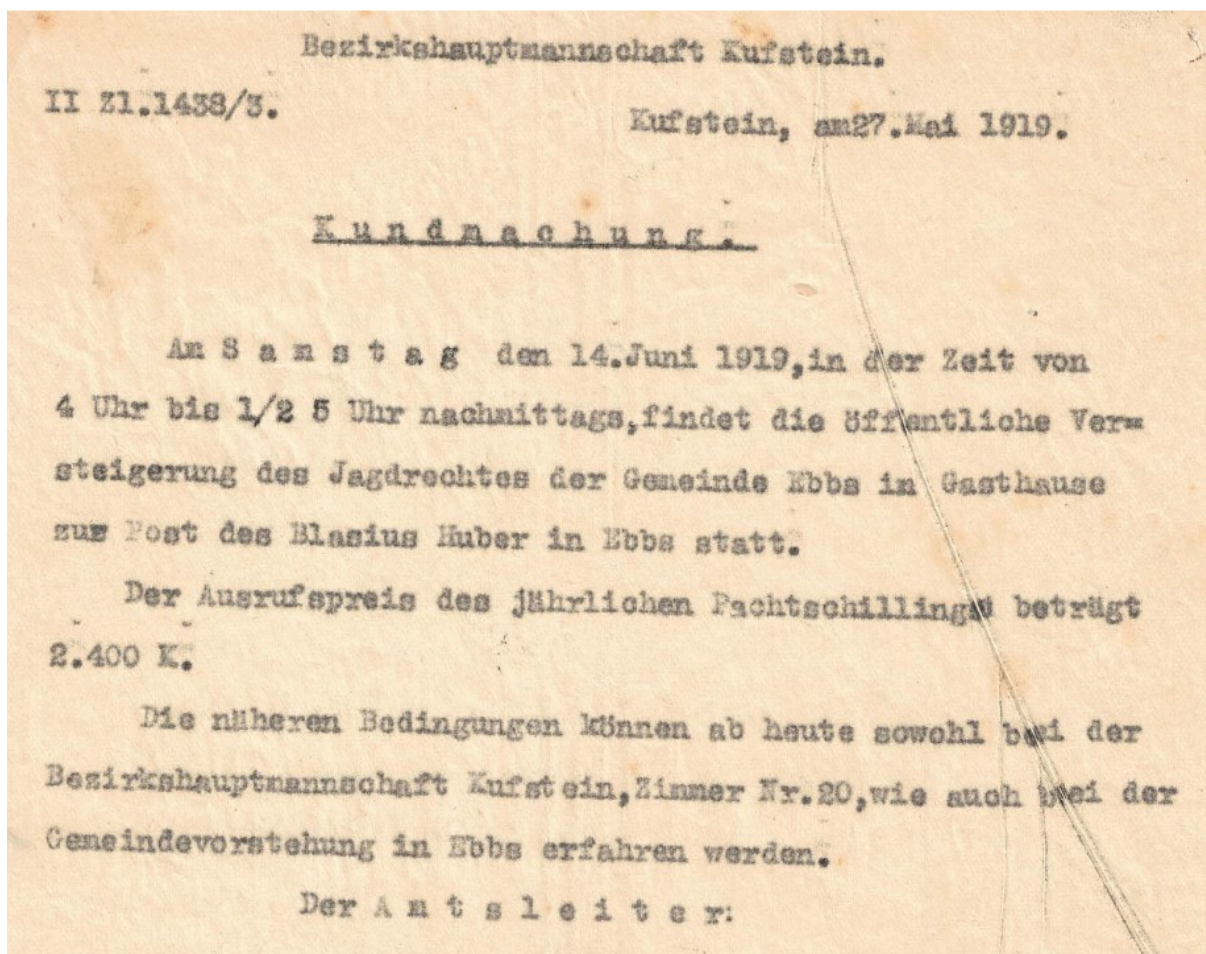 Bezirkshauptmannschaft Kufstein.
II Zl.1438/3.
Kufstein, am27.Mai 1919.
K u n d m a c h u n g .
Am S a m s t a g den 14.Juni 1919,in der Zeit von
4 Uhr bis 1/2 5 Uhr nachmittags,findet die öffentliche Ver=
steigerung des Jagdrechtes der Gemeinde Ebbs im Gasthause
zur Post des Blasius Huber in Ebbs statt.
Der Ausrufspreis des jährlichen Pachtschillings beträgt
2.400 K.
Die näheren Bedingungen können ab heute sowohl bei der
Bezirkshauptmannschaft Kufstein,Zimmer Nr.20,wie auch bei der
Gemeindevorstehung in Ebbs erfahren werden.
Der A m t s l e i t e r: